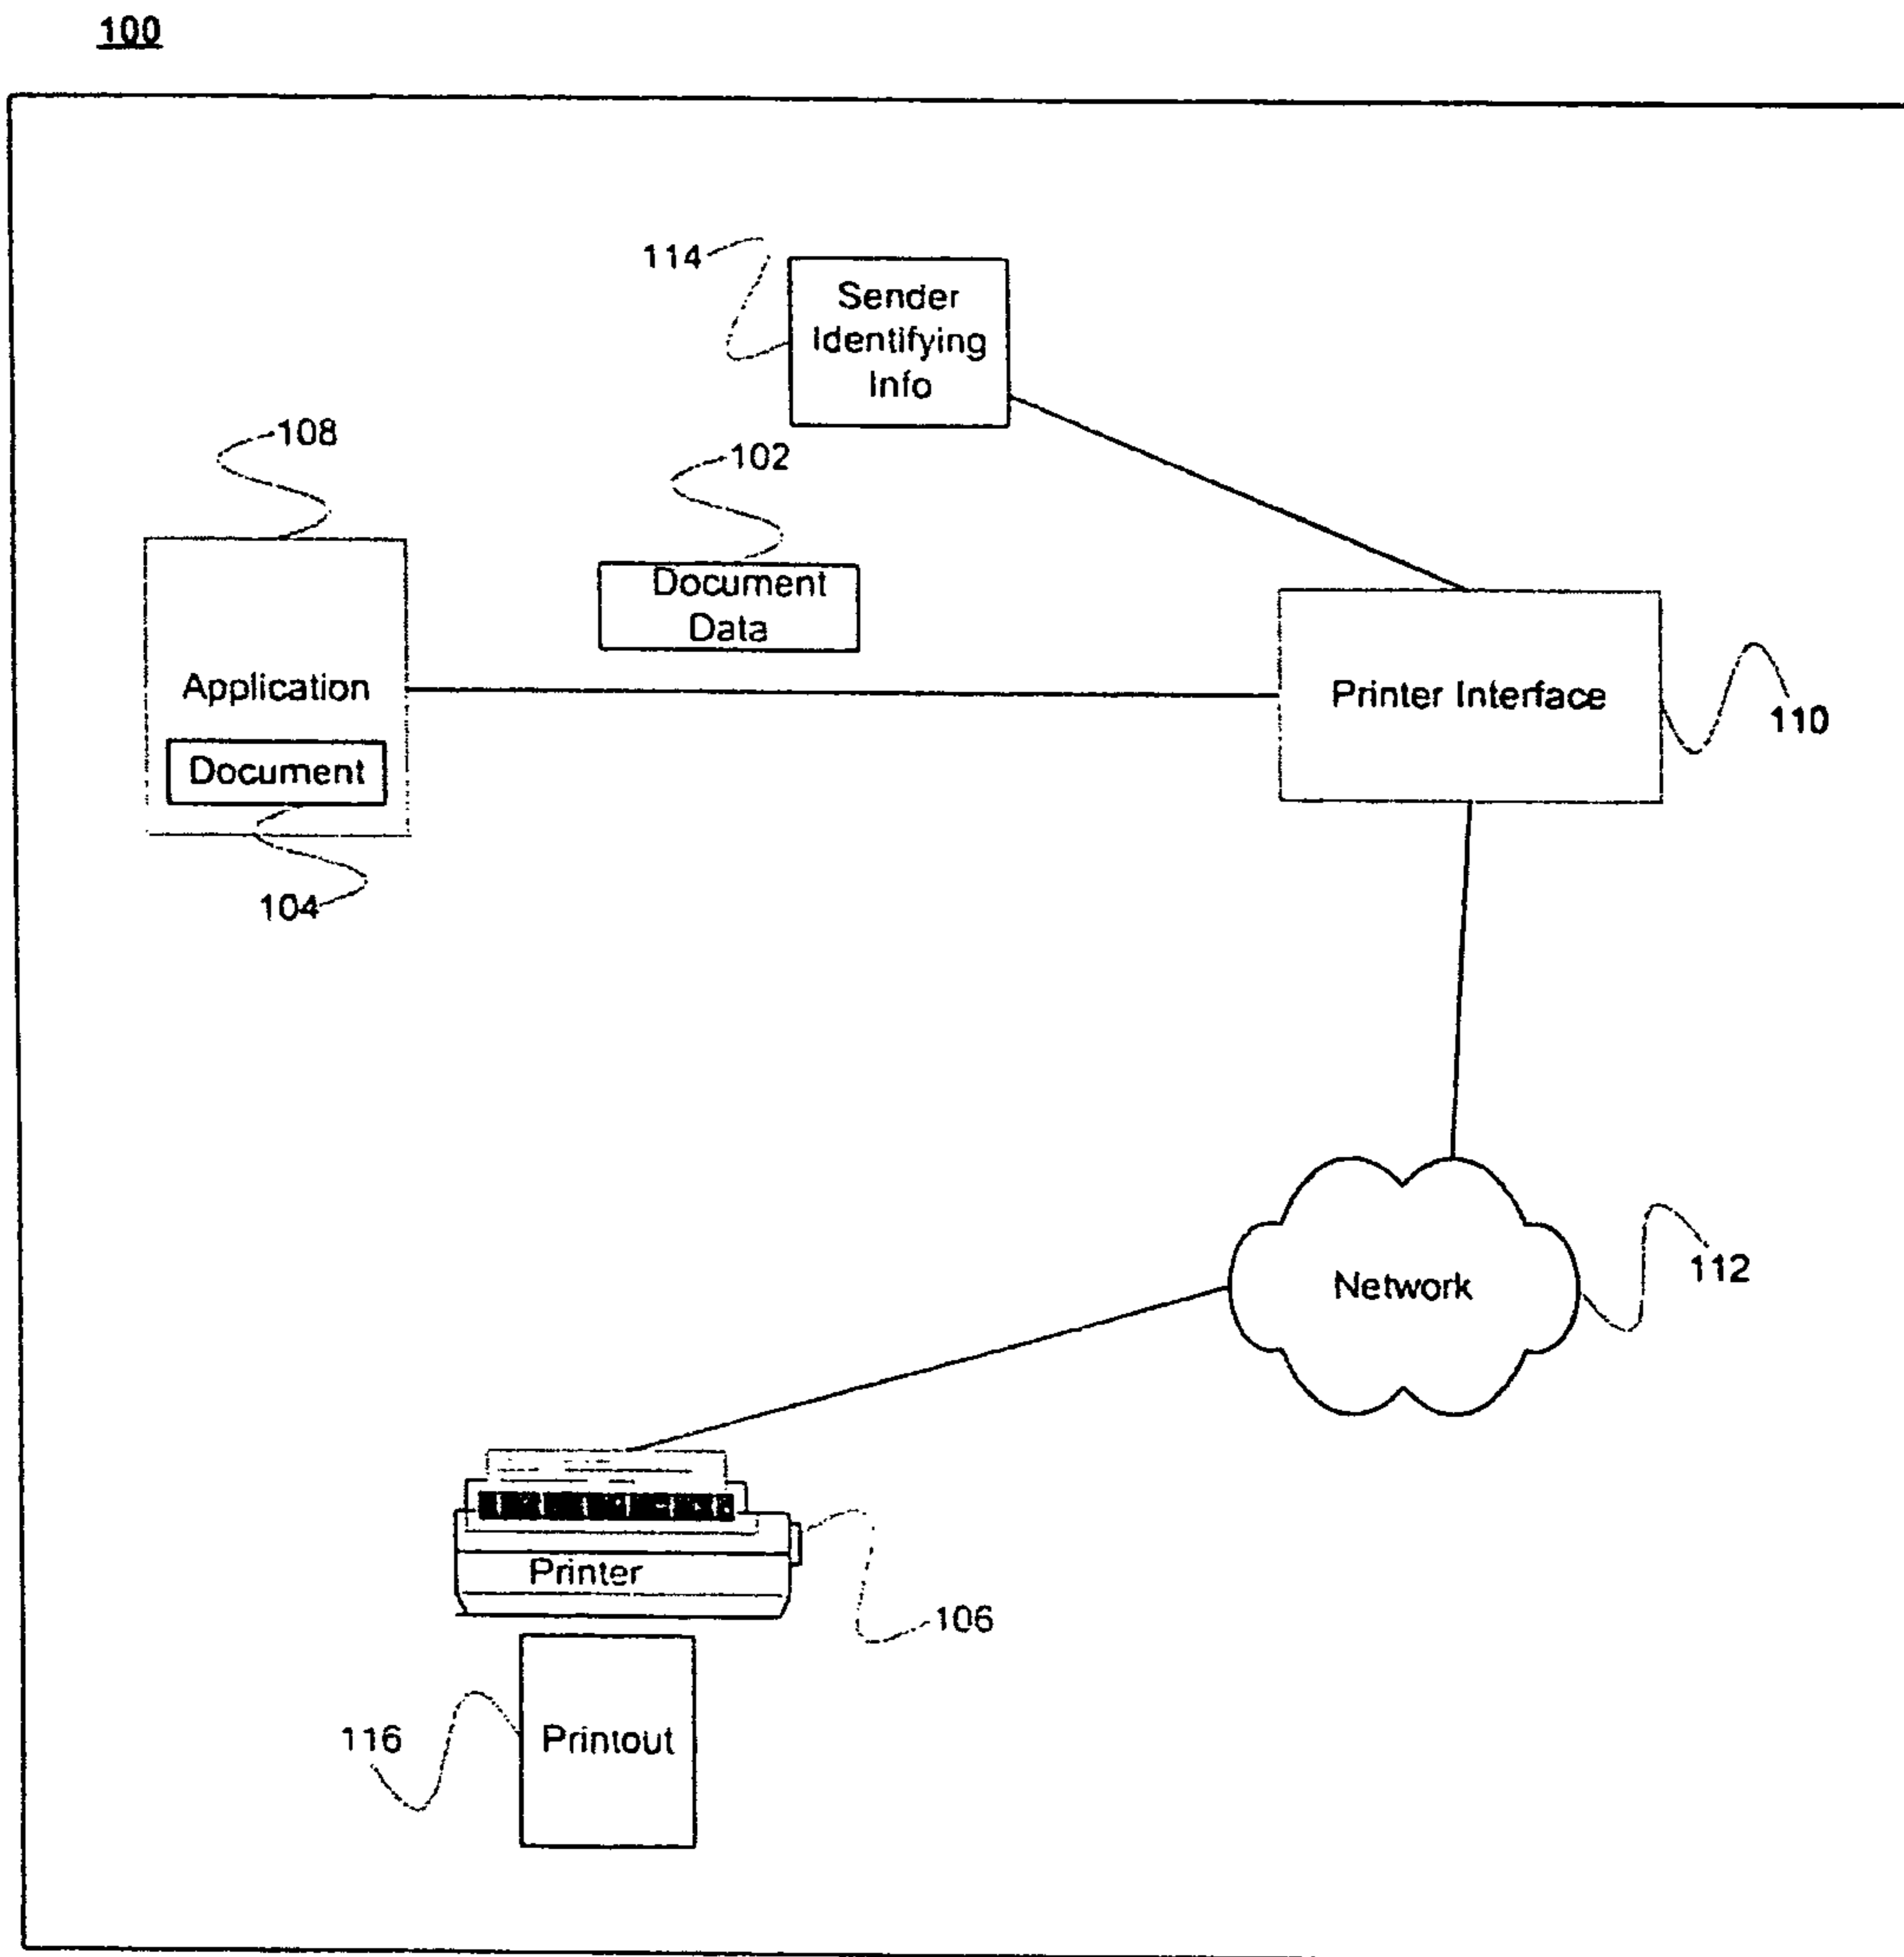 100
114
Sender
Identifying
Info
108
102
Document
Data
Application
Document
104
Printer Interface
110
Network
112
Printer
106
116
Printout